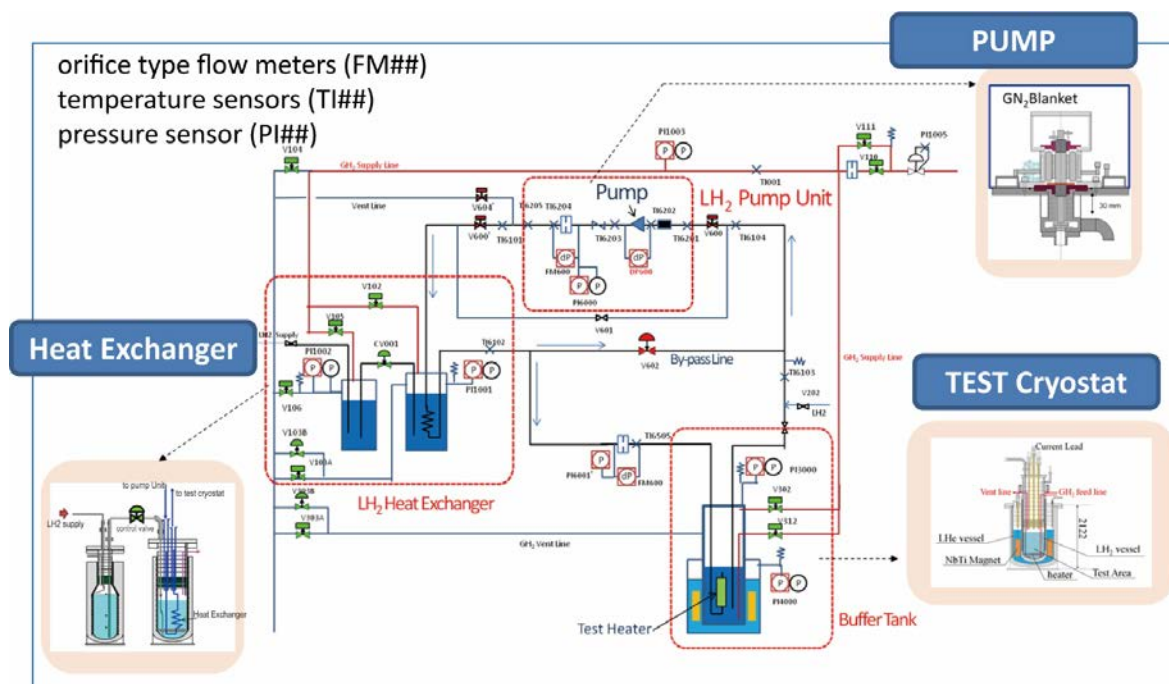 PUMP
orifice type flow meters (FM##)
temperature sensors (TI##)
pressure sensor (PI##)
GN2Blanket
30 mm
V104
GH2 Supply Line
PI1003
V111
V110
PI1005
TI001
Vent Line
V604'
V600'
TI6101
TI6205
TI6204
Pump
LH2 Pump Unit
TI6203
TI6202
TI6201
V600
TI6104
FM600
DP600
PI6000
V601
Heat Exchanger
V102
V105
LH2 Supply
PI1002
CV001
TI6102
PI1001
V106
By-pass Line
V602
GH2 Supply Line
TI6103
V202
LH2
TEST Cryostat
V103B
V103A
LH2 Heat Exchanger
TI6505
PI6001'
FM600
PI3000
V302
V312
V303B
V303A
GH2 Vent Line
PI4000
Test Heater
Buffer Tank
to pump Unit
to test cryostat
LH2 supply
control valve
Heat Exchanger
Current Lead
Vent line
GH2 feed line
2122
LHe vessel
LH2 vessel
NbTi Magnet
Test Area
heater